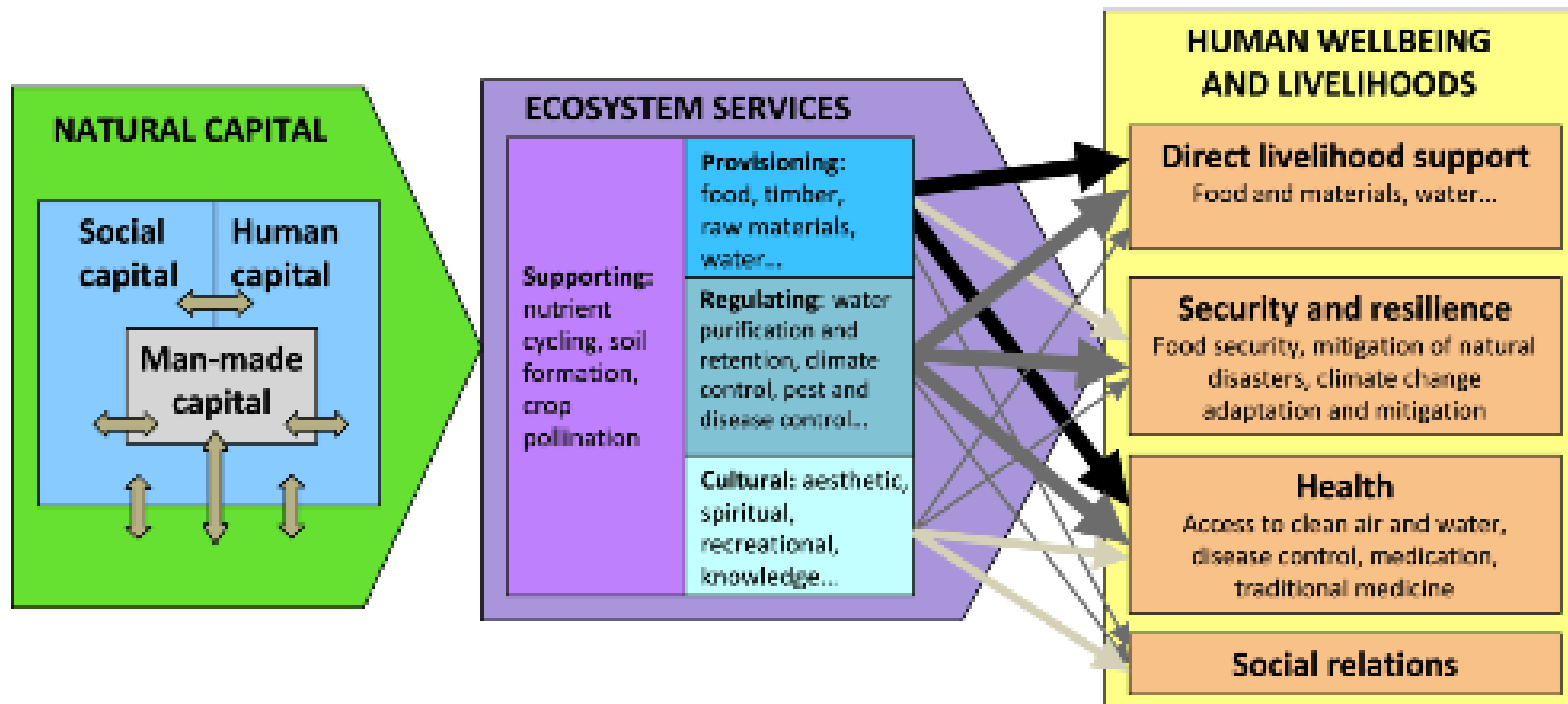 NATURAL CAPITAL
Social
capital
Human
capital
Man-made
capital
ECOSYSTEM SERVICES
Supporting:
nutrient
cycling, soil
formation,
crop
pollination
Provisioning:
food, timber,
raw materials,
water...
Regulating: water
purification and
retention, climate
control, pest and
disease control...
Cultural: aesthetic,
spiritual,
recreational,
knowledge...
HUMAN WELLBEING
AND LIVELIHOODS
Direct livelihood support
Food and materials, water...
Security and resilience
Food security, mitigation of natural
disasters, climate change
adaptation and mitigation
Health
Access to clean air and water,
disease control, medication,
traditional medicine
Social relations